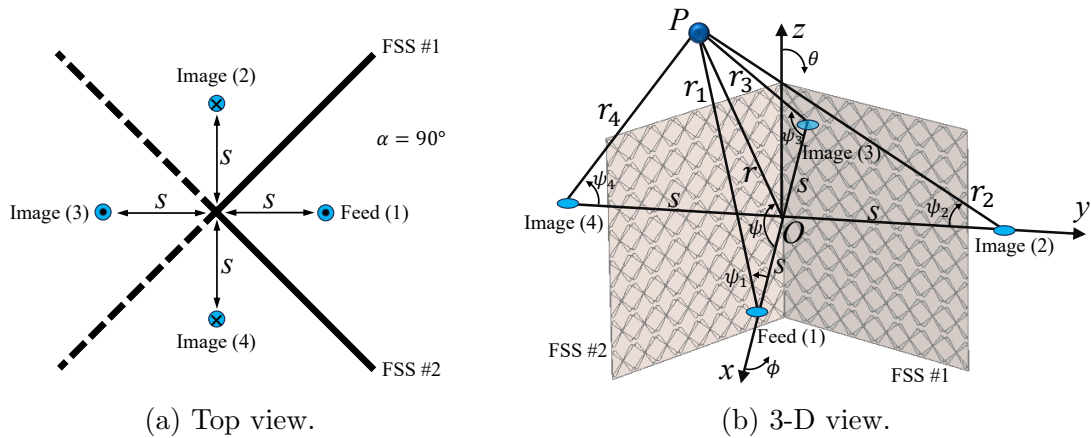 FSS #1
Image (2)
α = 90°
s
Image (3)
s
s
Feed (1)
s
Image (4)
FSS #2
(a) Top view.
P
z
θ
r₁
r₃
r₄
ψ₃
Image (3)
ψ₄
r
s
r₂
Image (4)
s
s
ψ₂
y
ψ
O
Image (2)
ψ₁
s
Feed (1)
FSS #2
x
ϕ
FSS #1
(b) 3-D view.